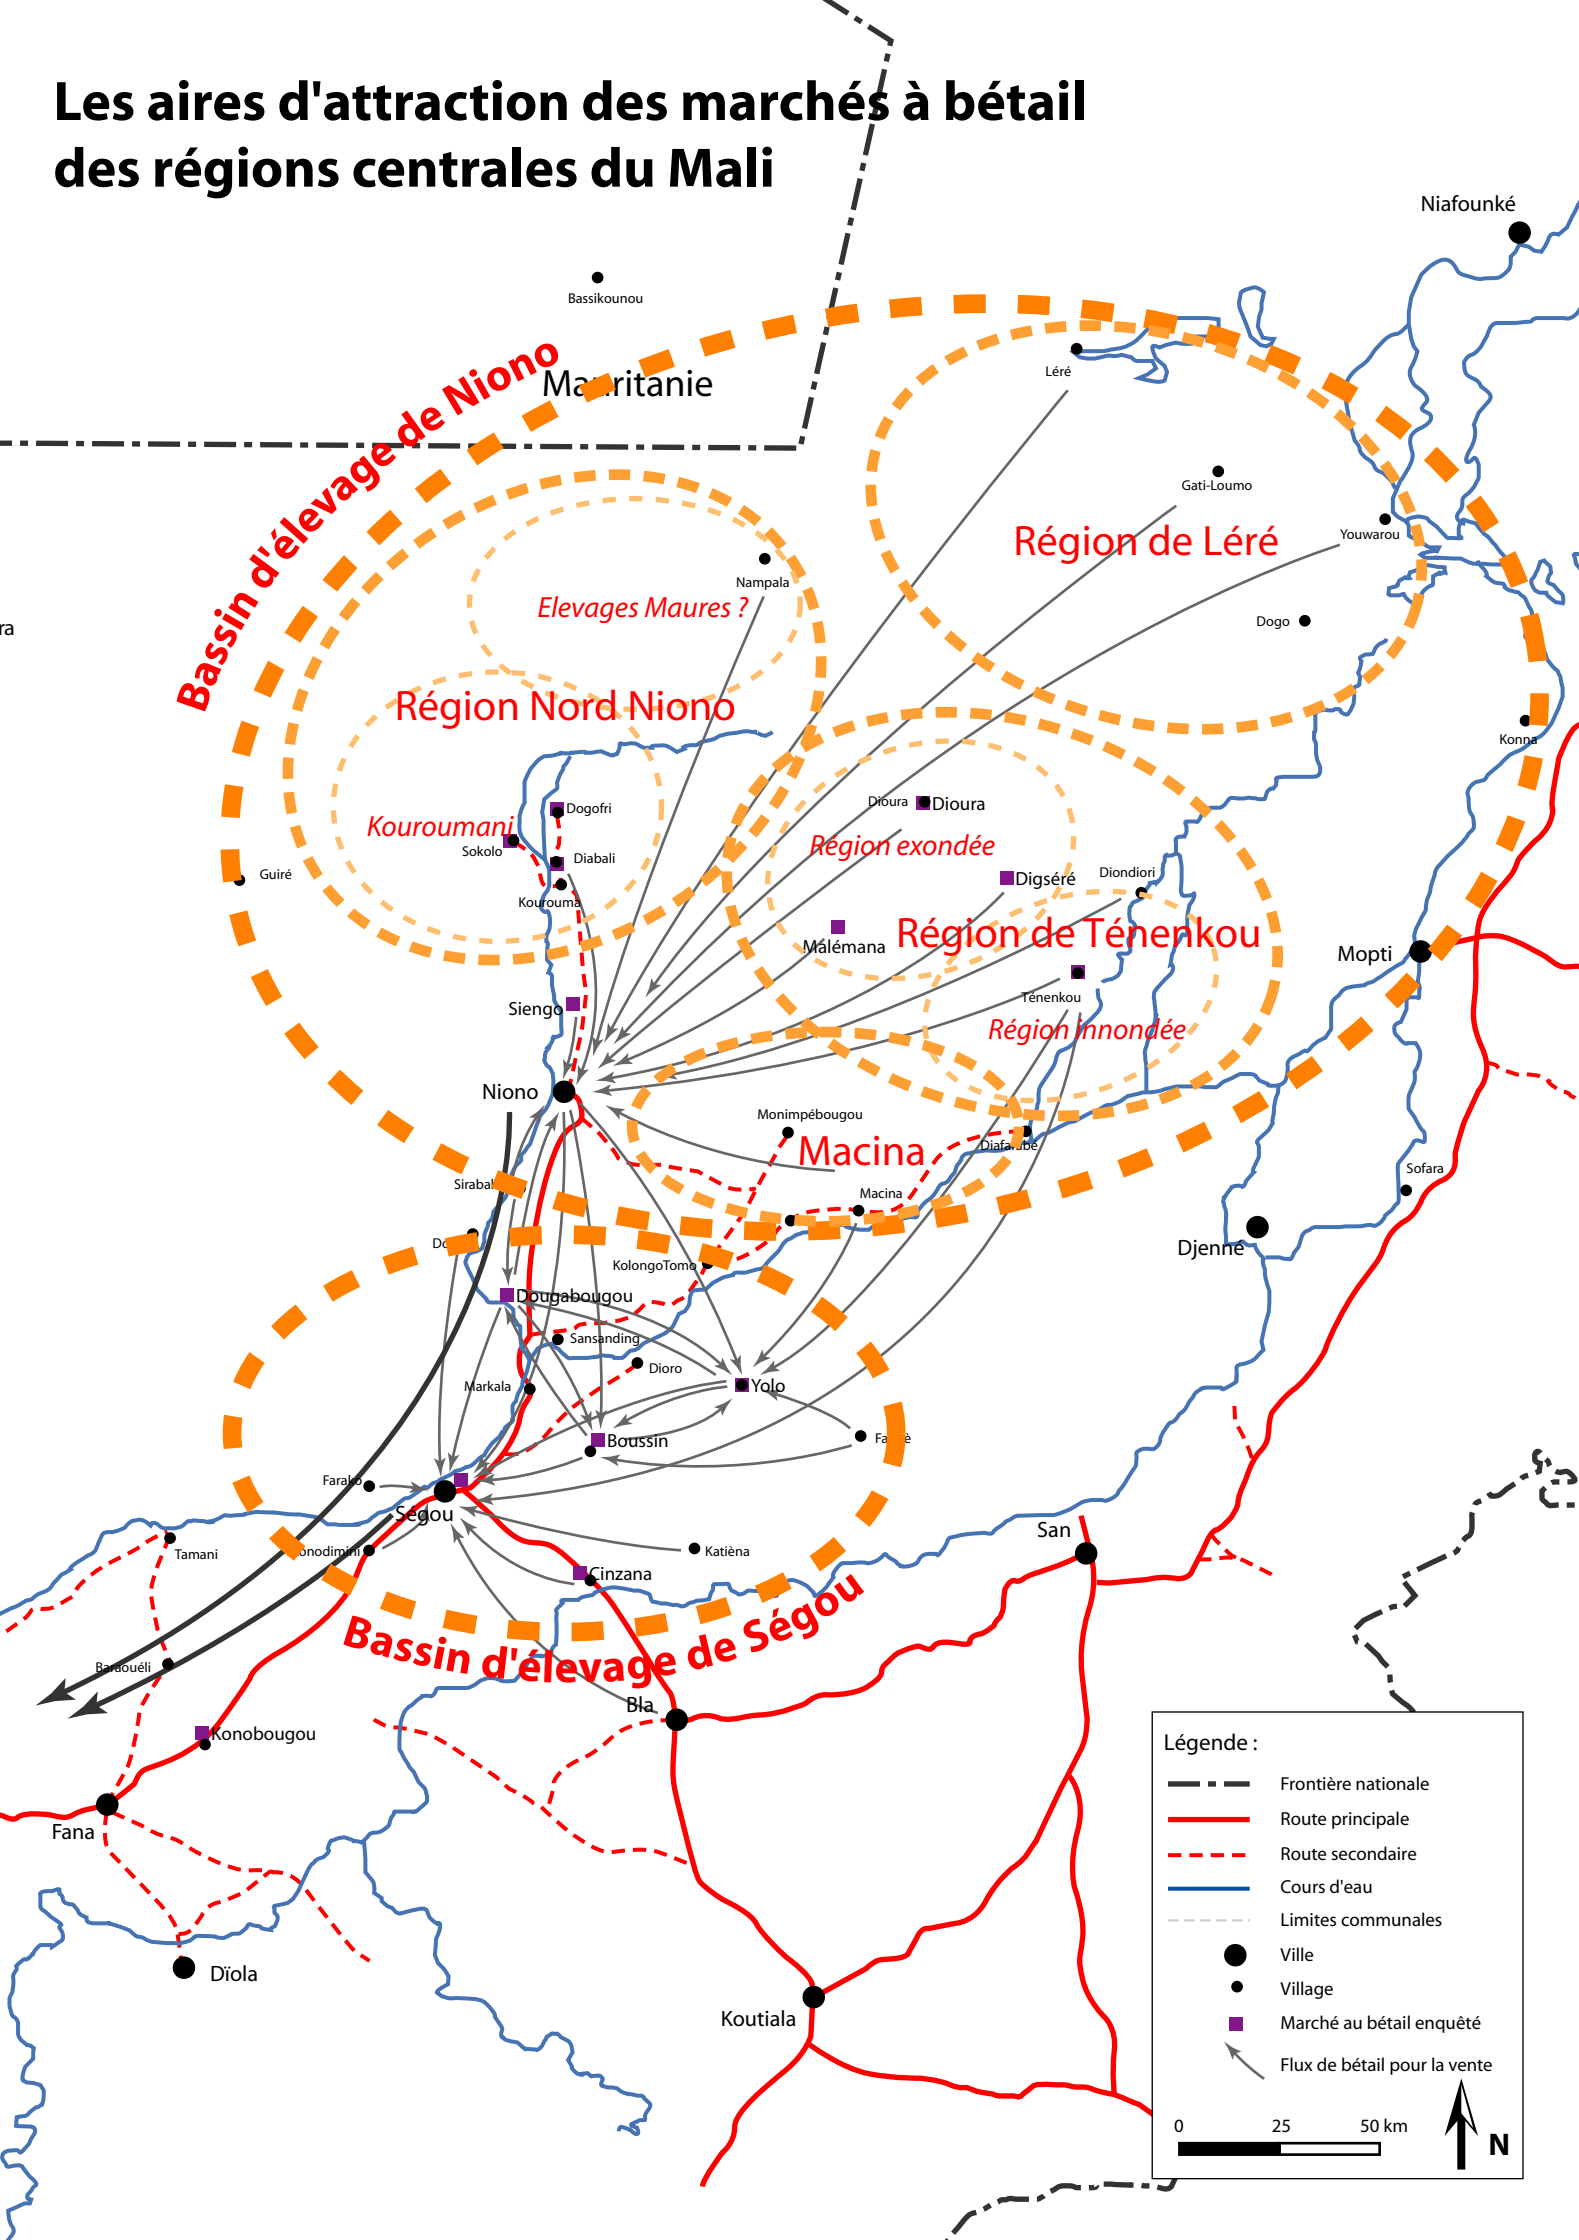 Les aires d'attraction des marchés à bétail
des régions centrales du Mali
Niafounké
Bassikounou
Mauritanie
Bassin d'élevage de Niono
Léré
Gati-Loumo
Youwarou
Région de Léré
Nampala
Elevages Maures ?
Dogo
ra
Région Nord Niono
Konna
Dogofri
Dioura
Dioura
Kouroumani
Sokolo
Région exondée
Diabali
Guiré
Digséré
Diondiori
Kourouma
Région de Ténenkou
Malémana
Mopti
Ténenkou
Siengo
Région innondée
Niono
Monimpébougou
Macina
Sofara
Macina
Djenné
KolongoTomo
Dougabougou
Sansanding
Dioro
Markala
Yolo
Boussin
Farako
Ségou
San
Katièna
Tamani
Cinzana
Bassin d'élevage de Ségou
Baraouéli
Bla
Konobougou
Fana
Dïola
Koutiala
Légende :
Frontière nationale
Route principale
Route secondaire
Cours d'eau
Limites communales
Ville
Village
Marché au bétail enquêté
Flux de bétail pour la vente
0 25 50 km
N